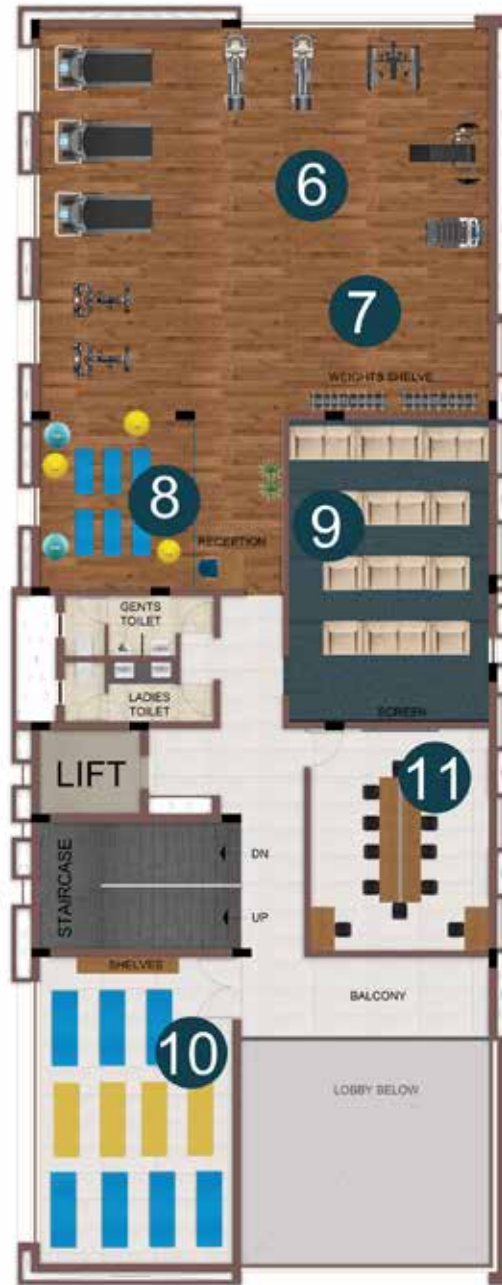 6
7
WEIGHTS SHELVE
8
9
RECEPTION
GENTS
TOILET
LADIES
TOILET
SCREEN
LIFT
11
STAIRCASE
DN
UP
SHELVES
BALCONY
10
LOBBY BELOW